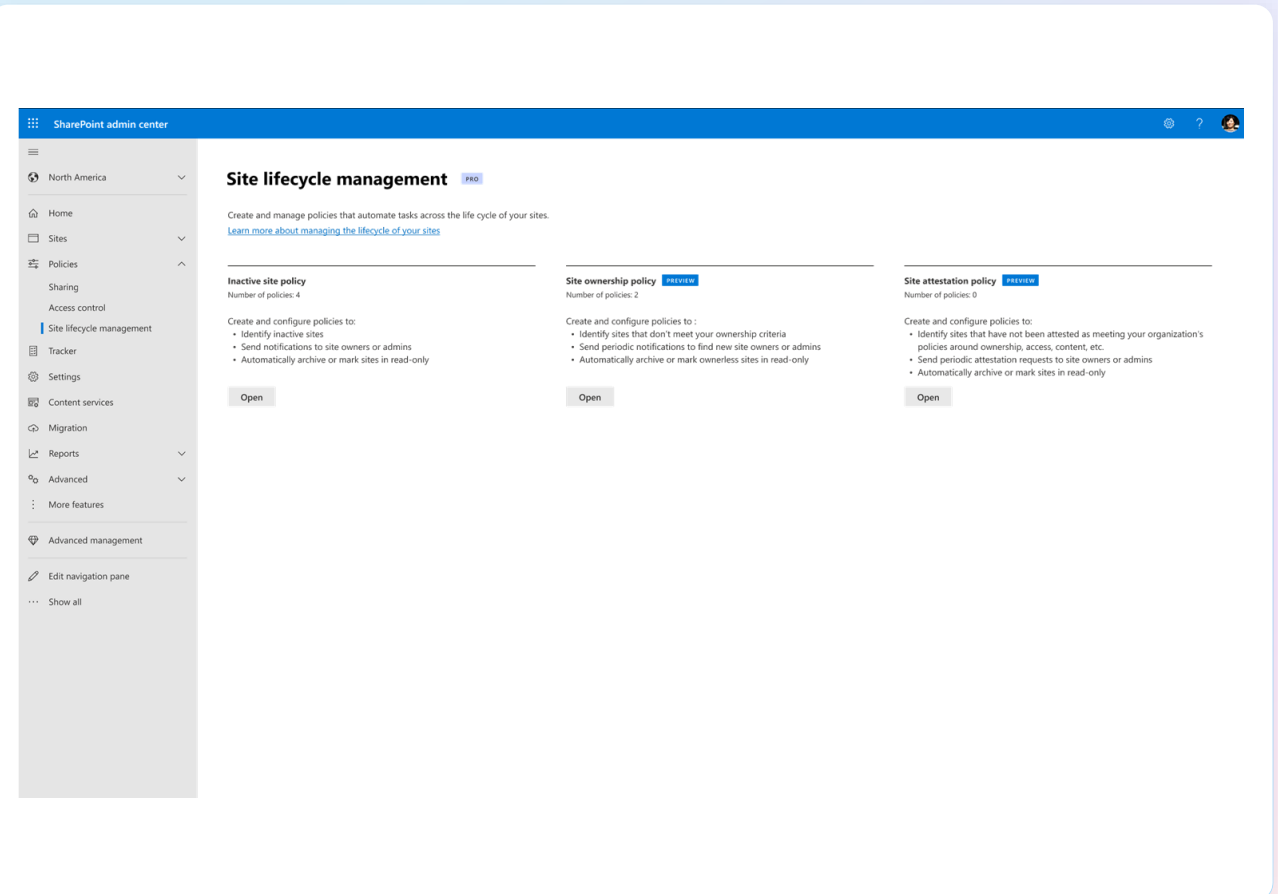 SharePoint admin center
?
North America
Home
Sites
Policies
Sharing
Access control
Site lifecycle management
Tracker
Settings
Content services
Migration
Reports
Advanced
More features
Advanced management
Edit navigation pane
Show all
Site lifecycle management PRO
Create and manage policies that automate tasks across the life cycle of your sites.
Learn more about managing the lifecycle of your sites
Inactive site policy
Number of policies: 4
Create and configure policies to:
• Identify inactive sites
• Send notifications to site owners or admins
• Automatically archive or mark sites in read-only
Open
Site ownership policy PREVIEW
Number of policies: 2
Create and configure policies to :
• Identify sites that don't meet your ownership criteria
• Send periodic notifications to find new site owners or admins
• Automatically archive or mark ownerless sites in read-only
Open
Site attestation policy PREVIEW
Number of policies: 0
Create and configure policies to:
• Identify sites that have not been attested as meeting your organization's
policies around ownership, access, content, etc.
• Send periodic attestation requests to site owners or admins
• Automatically archive or mark sites in read-only
Open